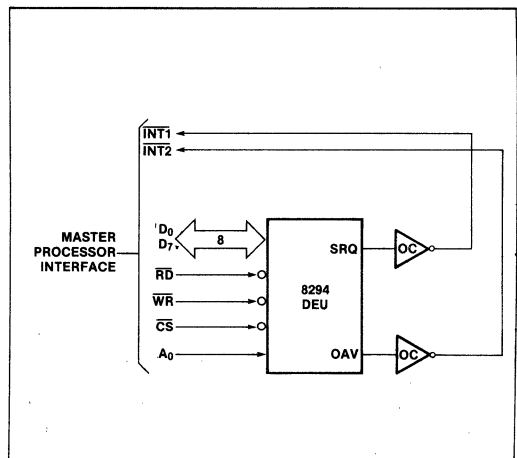 INT1
INT2
D0
D7
8
MASTER
PROCESSOR
INTERFACE
RD
WR
CS
A0
8294
DEU
SRQ
OC
OAV
OC